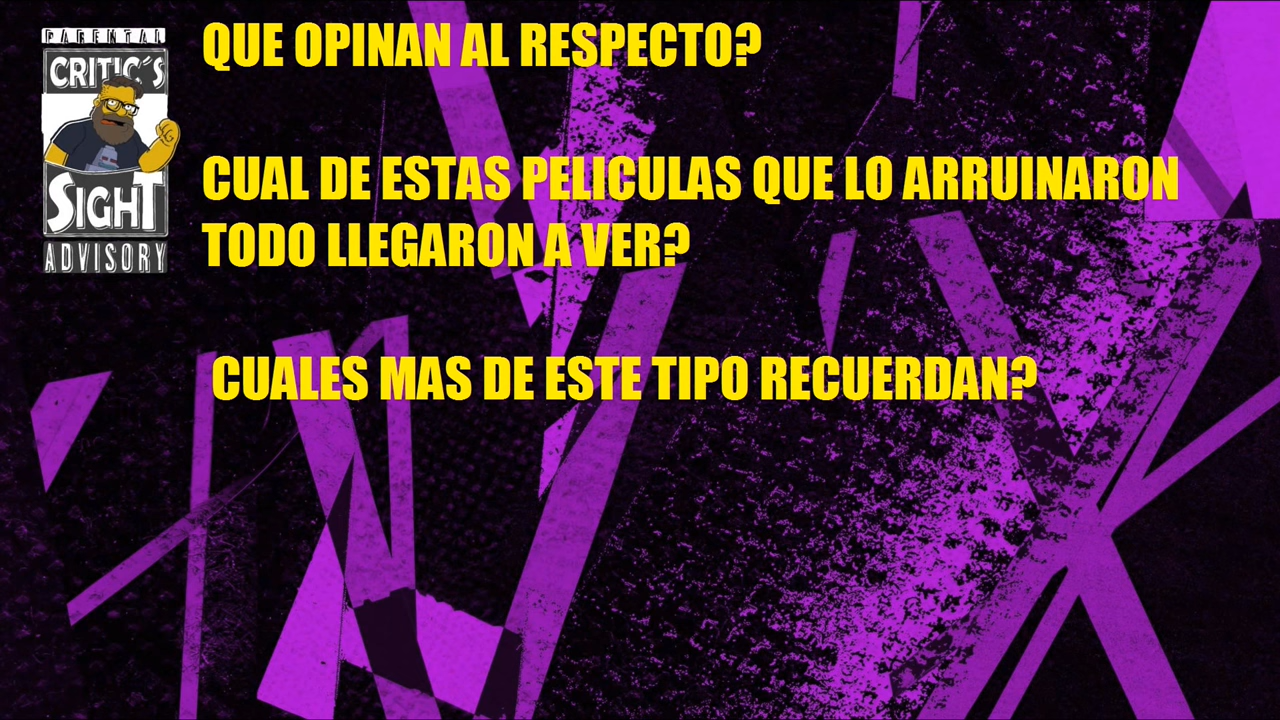 PARENTAL
CRITIC´S
SIGHT
ADVISORY
QUE OPINAN AL RESPECTO?
CUAL DE ESTAS PELICULAS QUE LO ARRUINARON
TODO LLEGARON A VER?
CUALES MAS DE ESTE TIPO RECUERDAN?